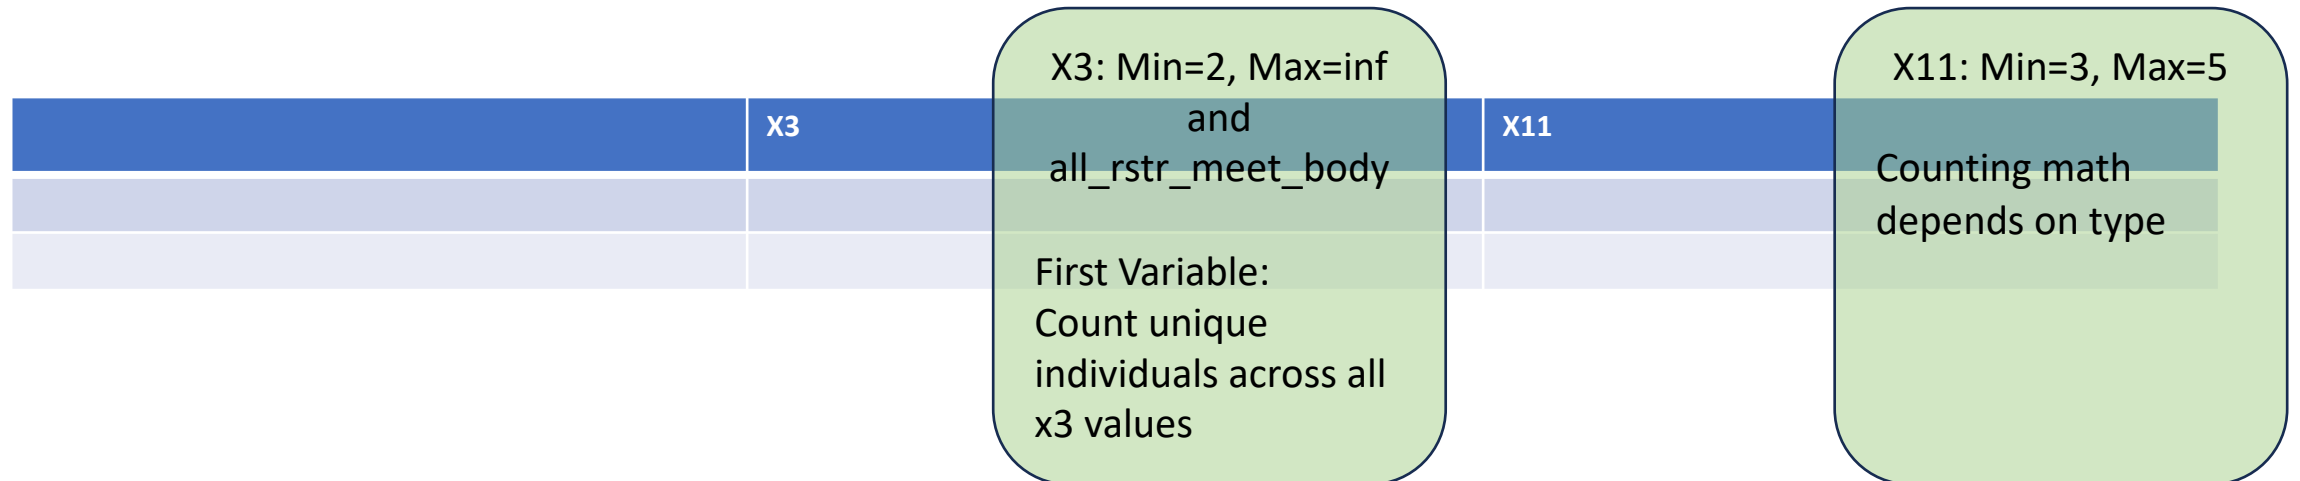 X3
X11
X3: Min=2, Max=inf
and
all_rstr_meet_body
First Variable:
Count unique
individuals across all
x3 values
X11: Min=3, Max=5
Counting math
depends on type